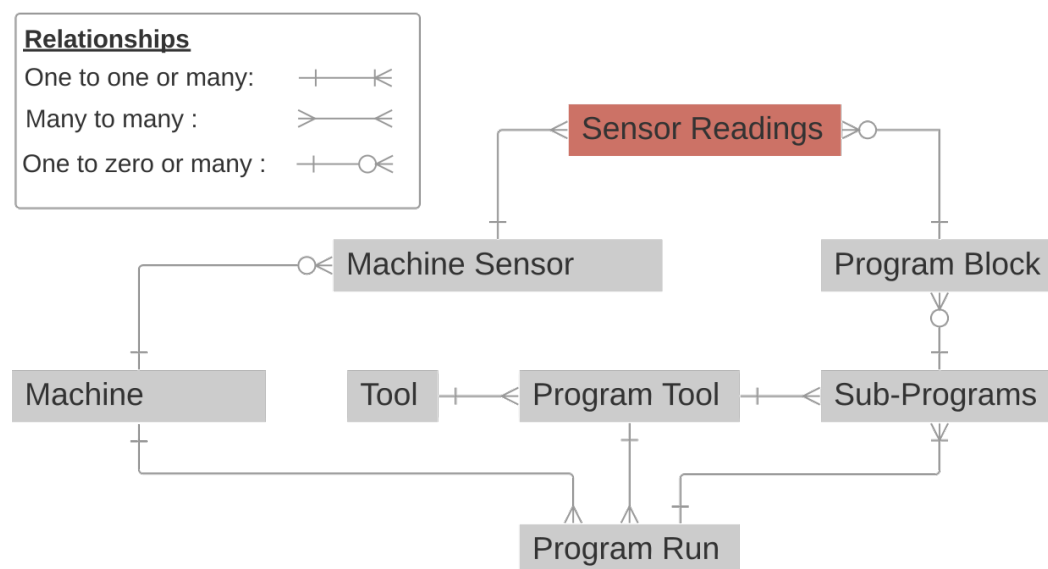 Relationships
One to one or many:
Many to many :
One to zero or many :
Sensor Readings
Machine Sensor
Program Block
Machine
Tool
Program Tool
Sub-Programs
Program Run